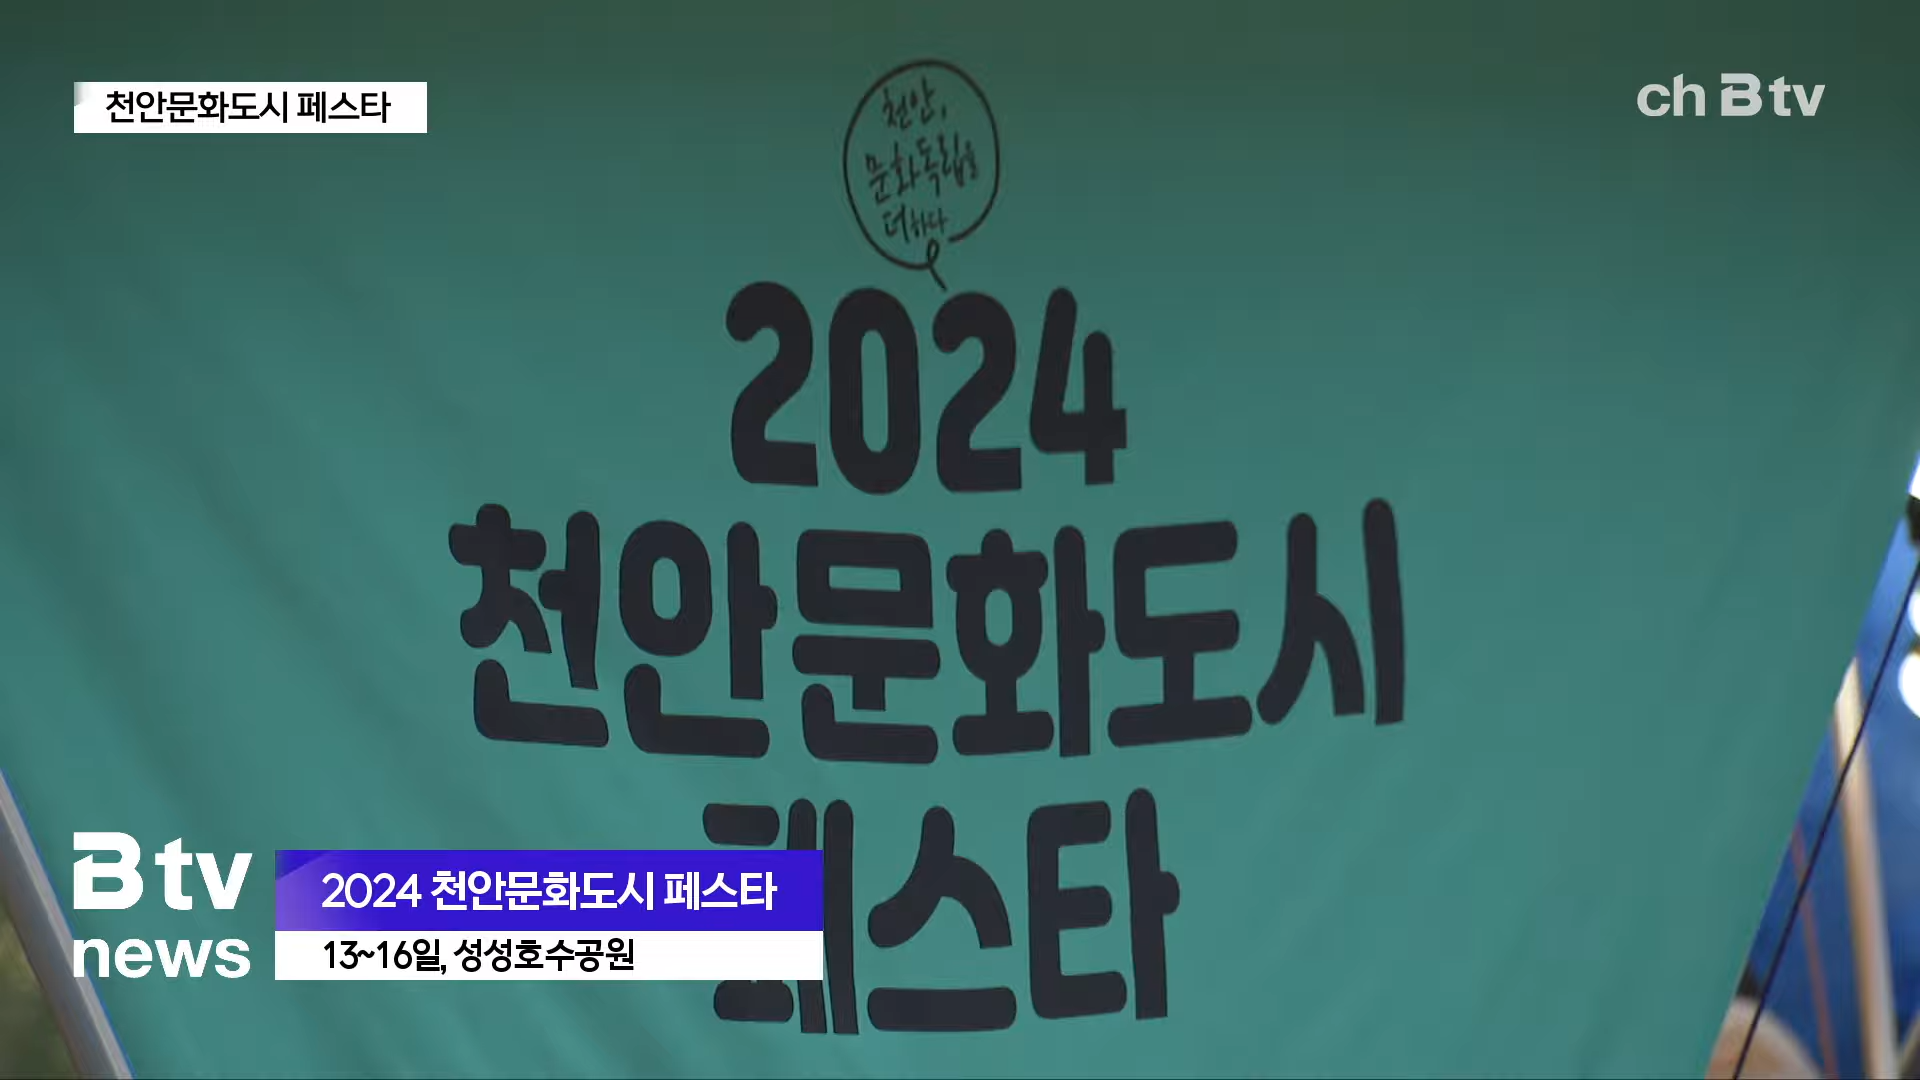 천안문화도시 페스타
ch B tv
천안,
문화독립을
더하다
2024
천안문화도시
페스타
B tv
news
2024 천안문화도시 페스타
13~16일, 성성호수공원